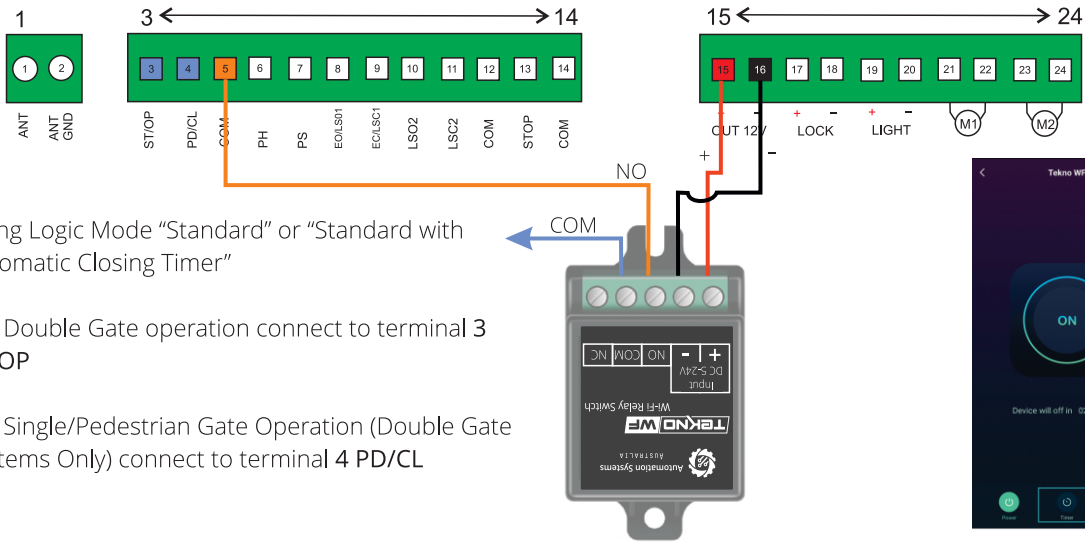 1
3
14
15
24
1 2
3 4 5 6 7 8 9 10 11 12 13 14
15 16 17 18 19 20 21 22 23 24
ANT
ANT GND
ST/OP
PD/CL
COM
PH
PS
EO/LSO1
EC/LSC1
LSO2
LSC2
COM
STOP
COM
+ - + - + -
OUT 12V LOCK LIGHT M1 M2
+ -
NO
COM
ng Logic Mode “Standard” or “Standard with
omatic Closing Timer”
Double Gate operation connect to terminal 3
OP
Single/Pedestrian Gate Operation (Double Gate
tems Only) connect to terminal 4 PD/CL
NC COM NO - +
Input
DC 5-24V
Wi-Fi Relay Switch
TEKNO WF
Automation Systems
AUSTRALIA
Tekno WF
ON
Device will off in 02
Power
Timer